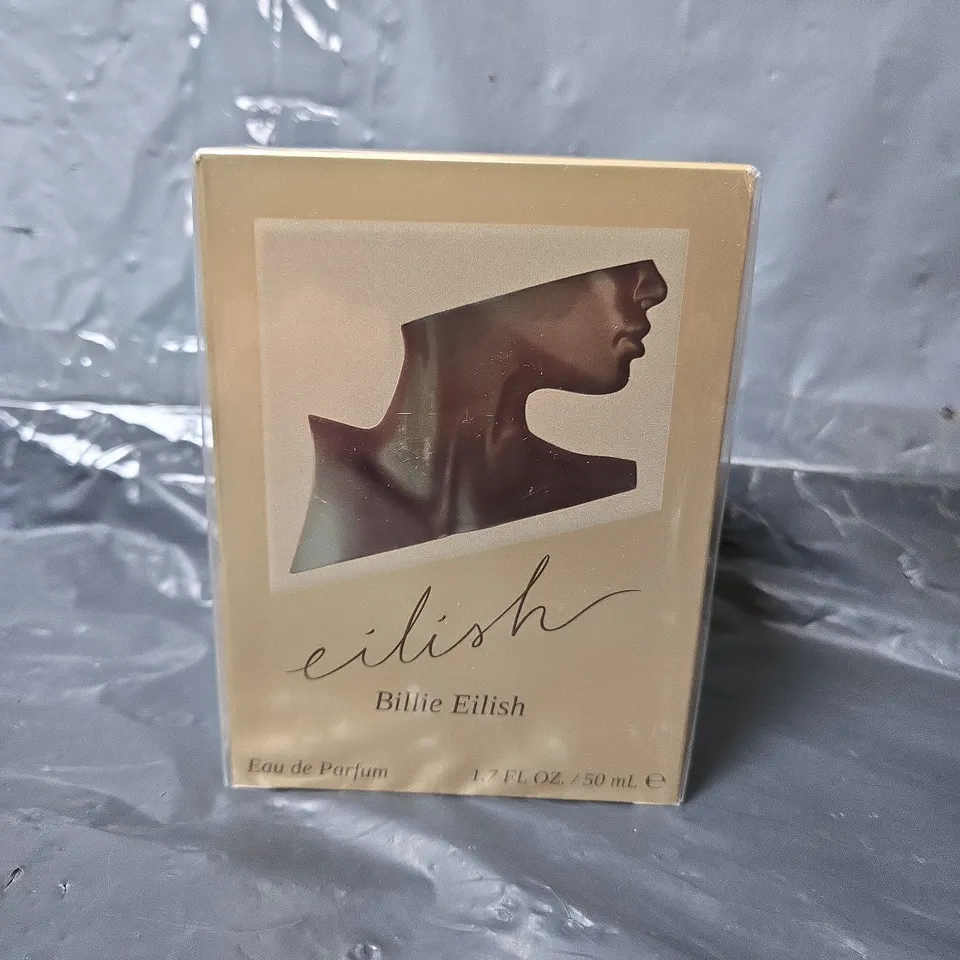 eilish
Billie Eilish
Eau de Parfum 1.7 FL OZ. / 50 mL ℮